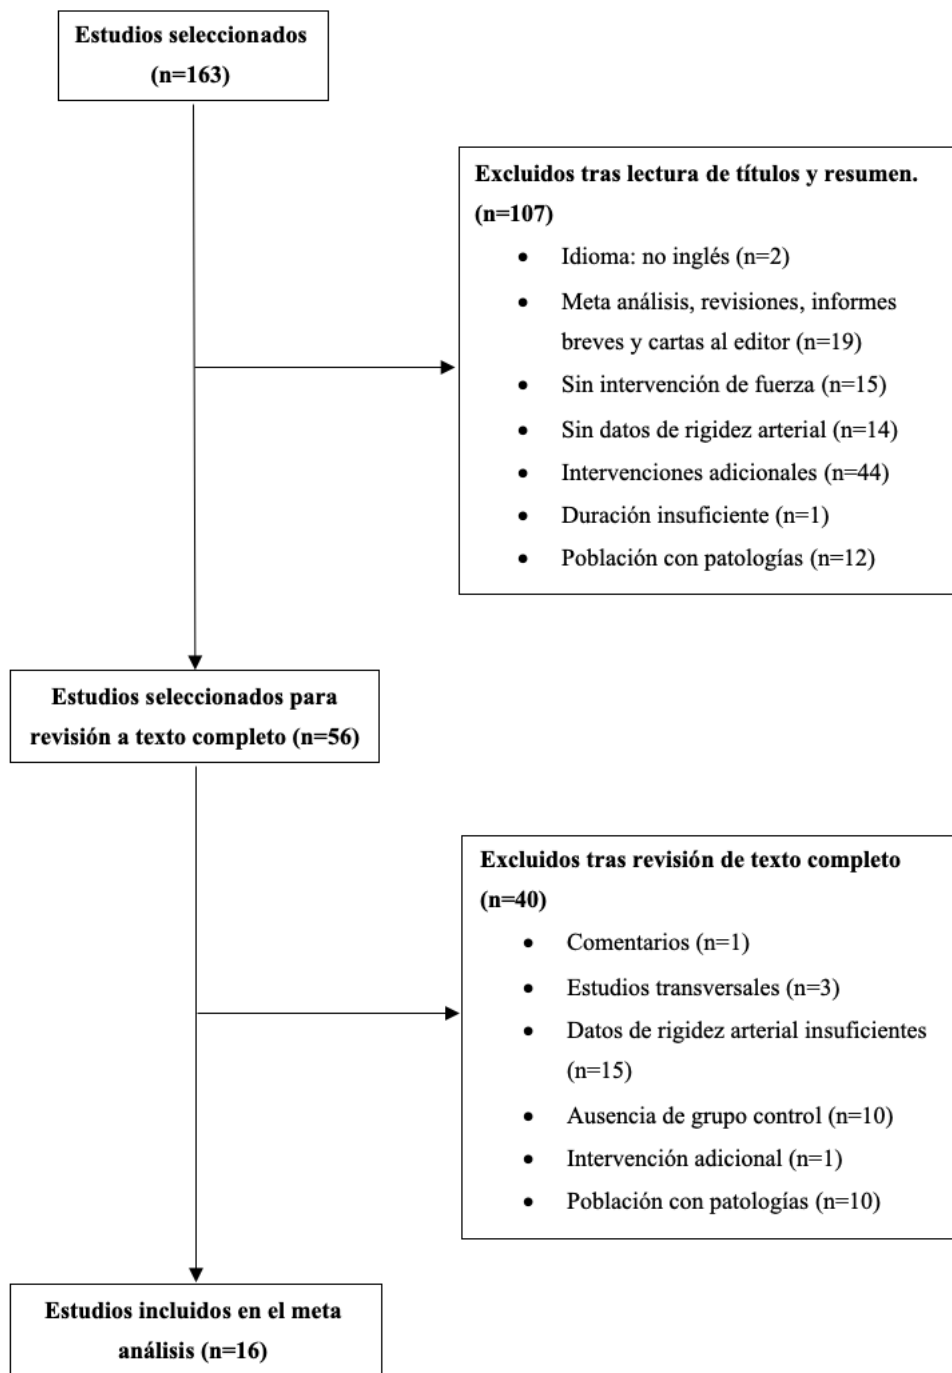 Estudios seleccionados
(n=163)
Excluidos tras lectura de títulos y resumen.
(n=107)
• Idioma: no inglés (n=2)
• Meta análisis, revisiones, informes
breves y cartas al editor (n=19)
• Sin intervención de fuerza (n=15)
• Sin datos de rigidez arterial (n=14)
• Intervenciones adicionales (n=44)
• Duración insuficiente (n=1)
• Población con patologías (n=12)
Estudios seleccionados para
revisión a texto completo (n=56)
Excluidos tras revisión de texto completo
(n=40)
• Comentarios (n=1)
• Estudios transversales (n=3)
• Datos de rigidez arterial insuficientes
(n=15)
• Ausencia de grupo control (n=10)
• Intervención adicional (n=1)
• Población con patologías (n=10)
Estudios incluidos en el meta
análisis (n=16)